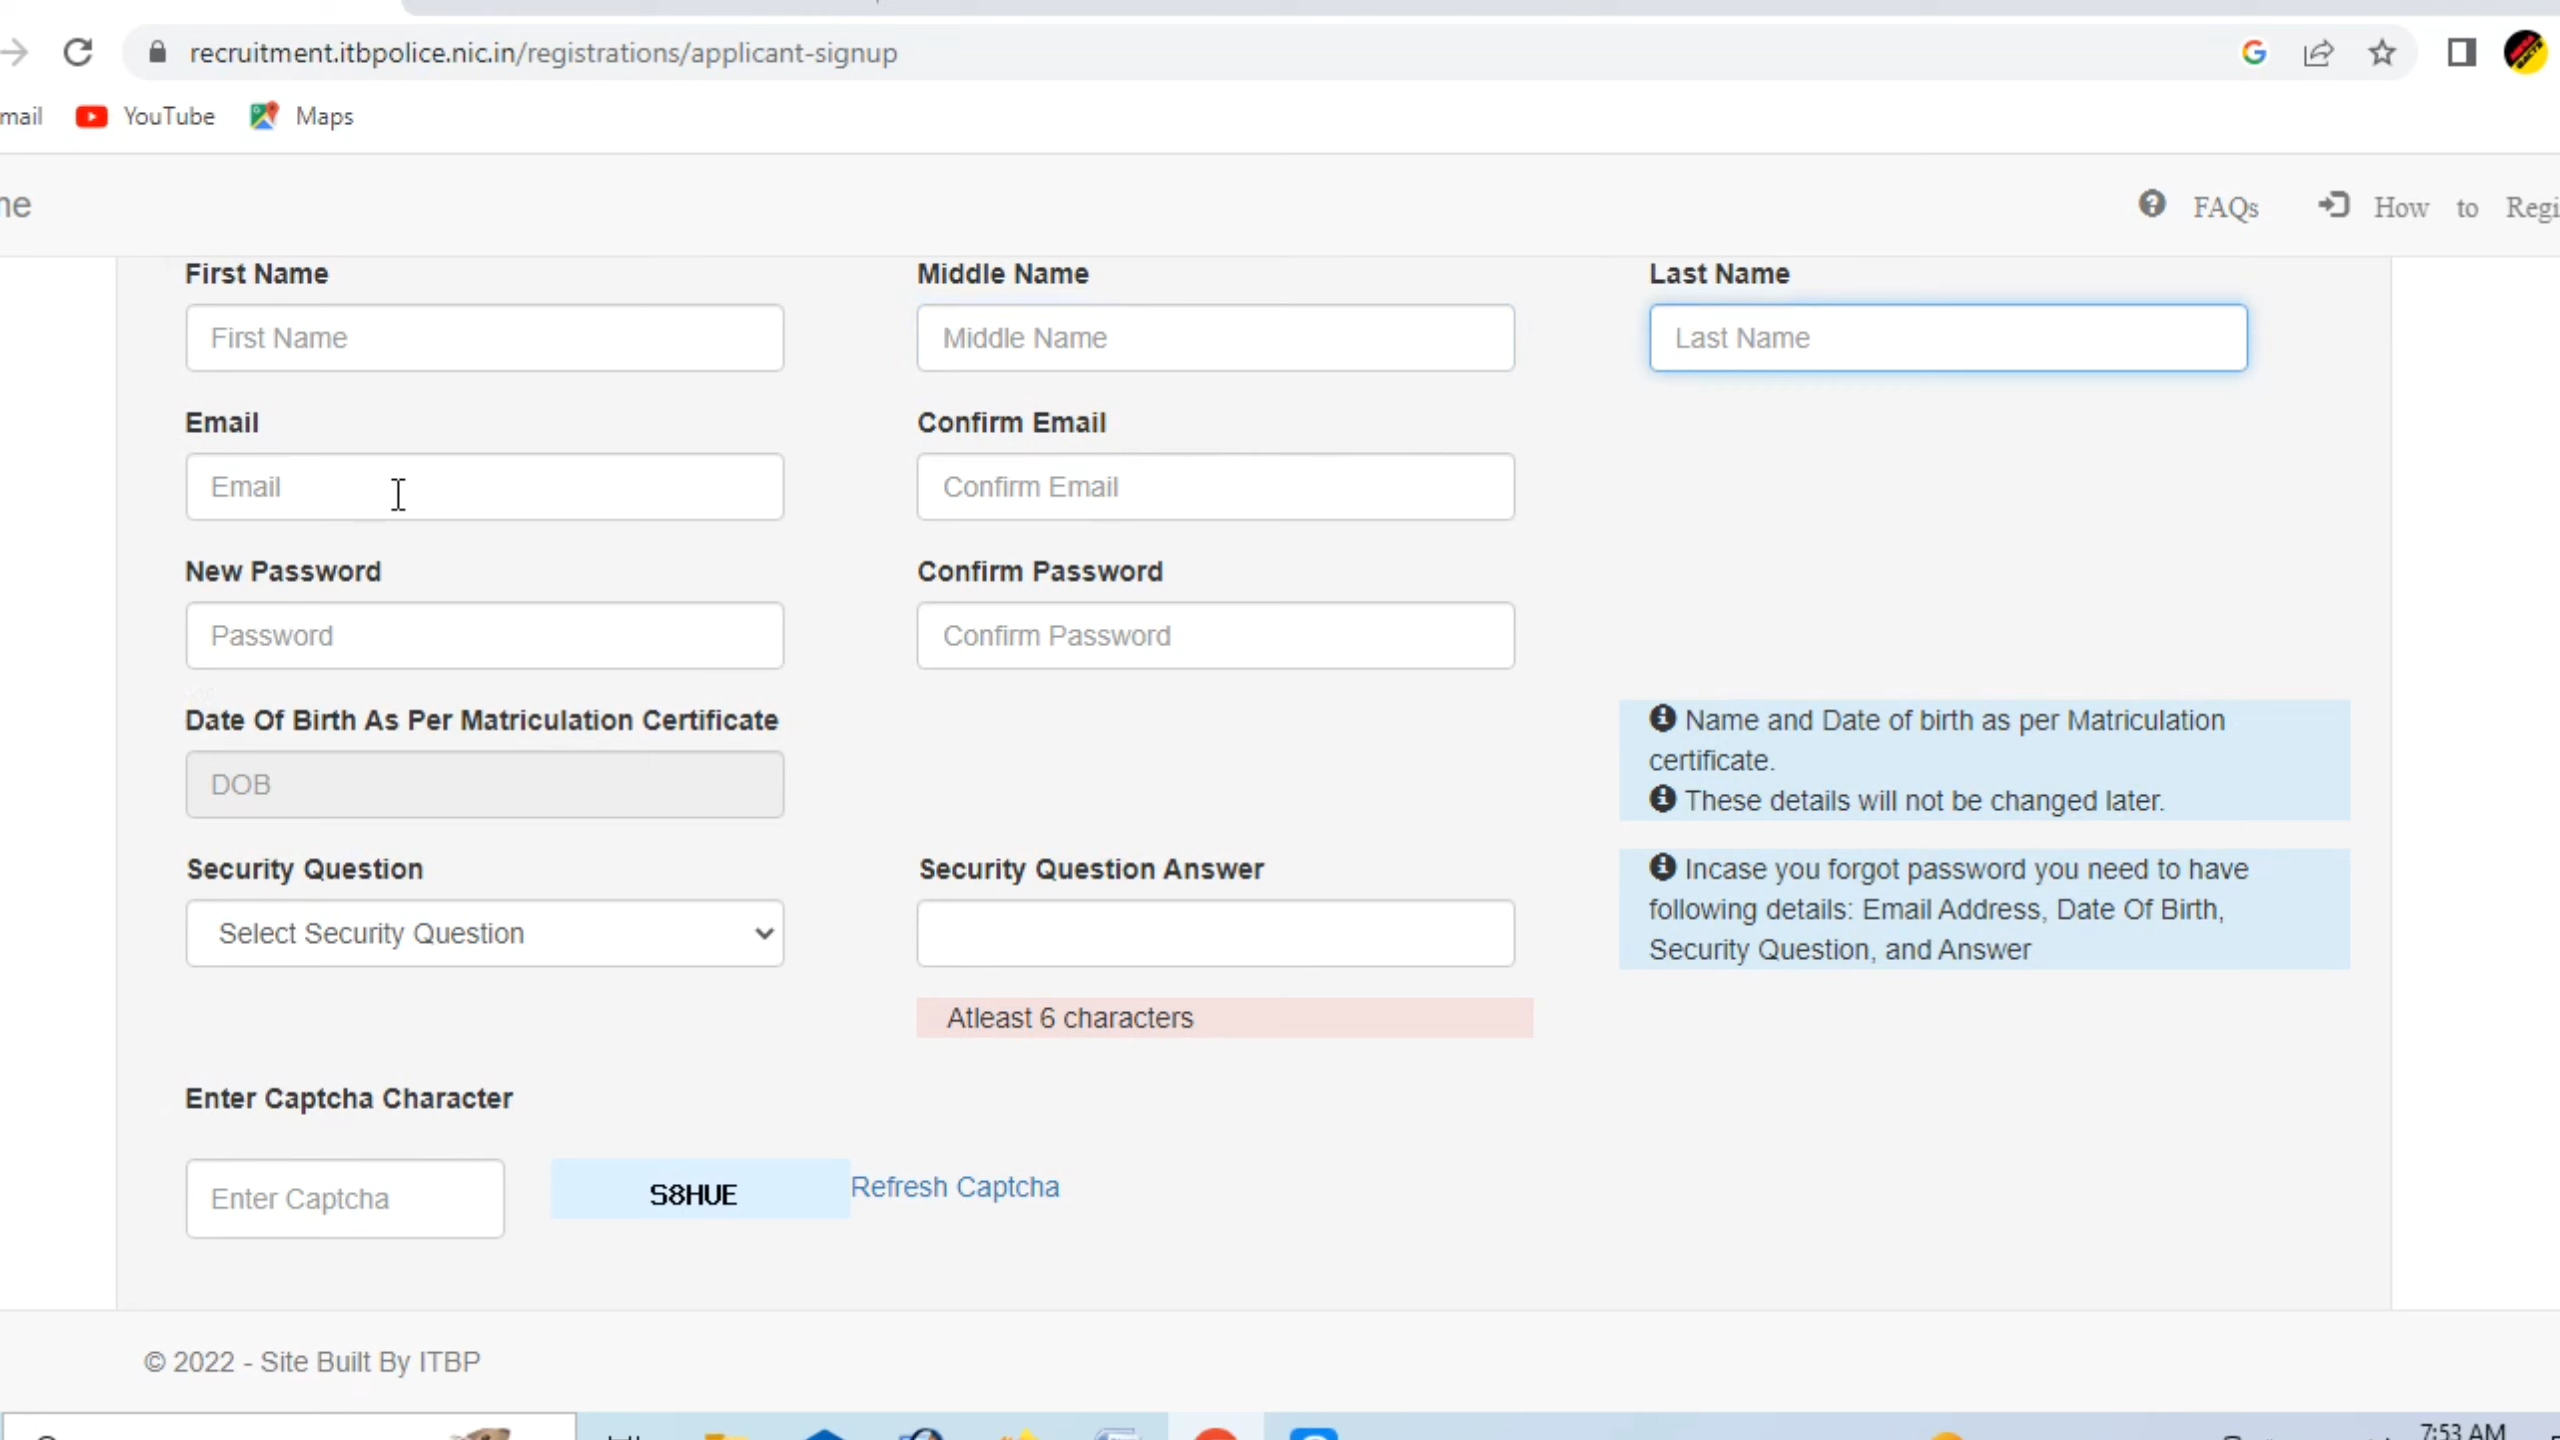 recruitment.itbpolice.nic.in/registrations/applicant-signup
mail YouTube Maps
me FAQs How to Regi
First Name Middle Name Last Name
First Name Middle Name Last Name
Email Confirm Email
Email Confirm Email
New Password Confirm Password
Password Confirm Password
Date Of Birth As Per Matriculation Certificate
DOB
Name and Date of birth as per Matriculation
certificate.
These details will not be changed later.
Security Question Security Question Answer
Select Security Question
Incase you forgot password you need to have
following details: Email Address, Date Of Birth,
Security Question, and Answer
Atleast 6 characters
Enter Captcha Character
Enter Captcha S8HUE Refresh Captcha
© 2022 - Site Built By ITBP
7:53 AM